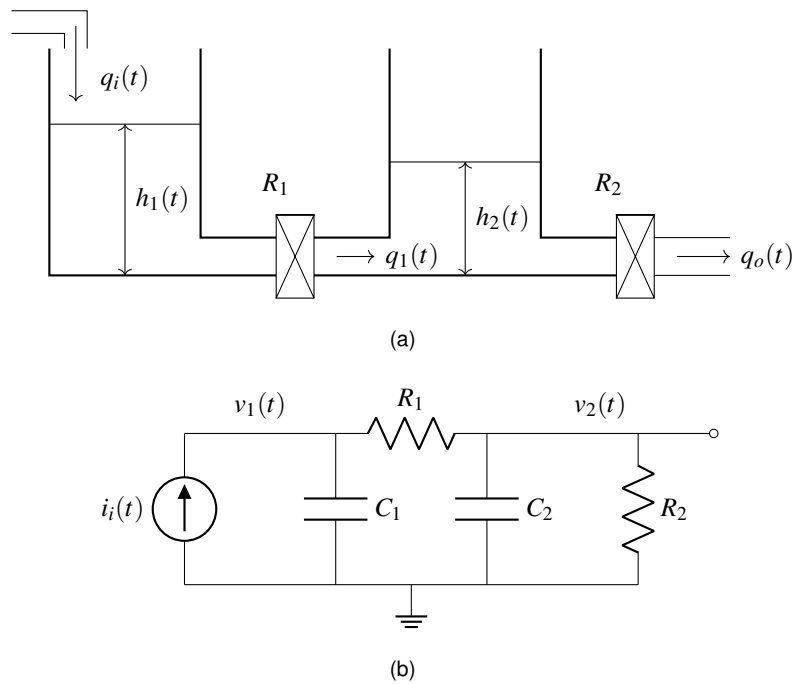 q_i(t)
h_1(t)
R_1
q_1(t)
h_2(t)
R_2
q_o(t)
(a)
v_1(t)
R_1
v_2(t)
i_i(t)
C_1
C_2
R_2
(b)